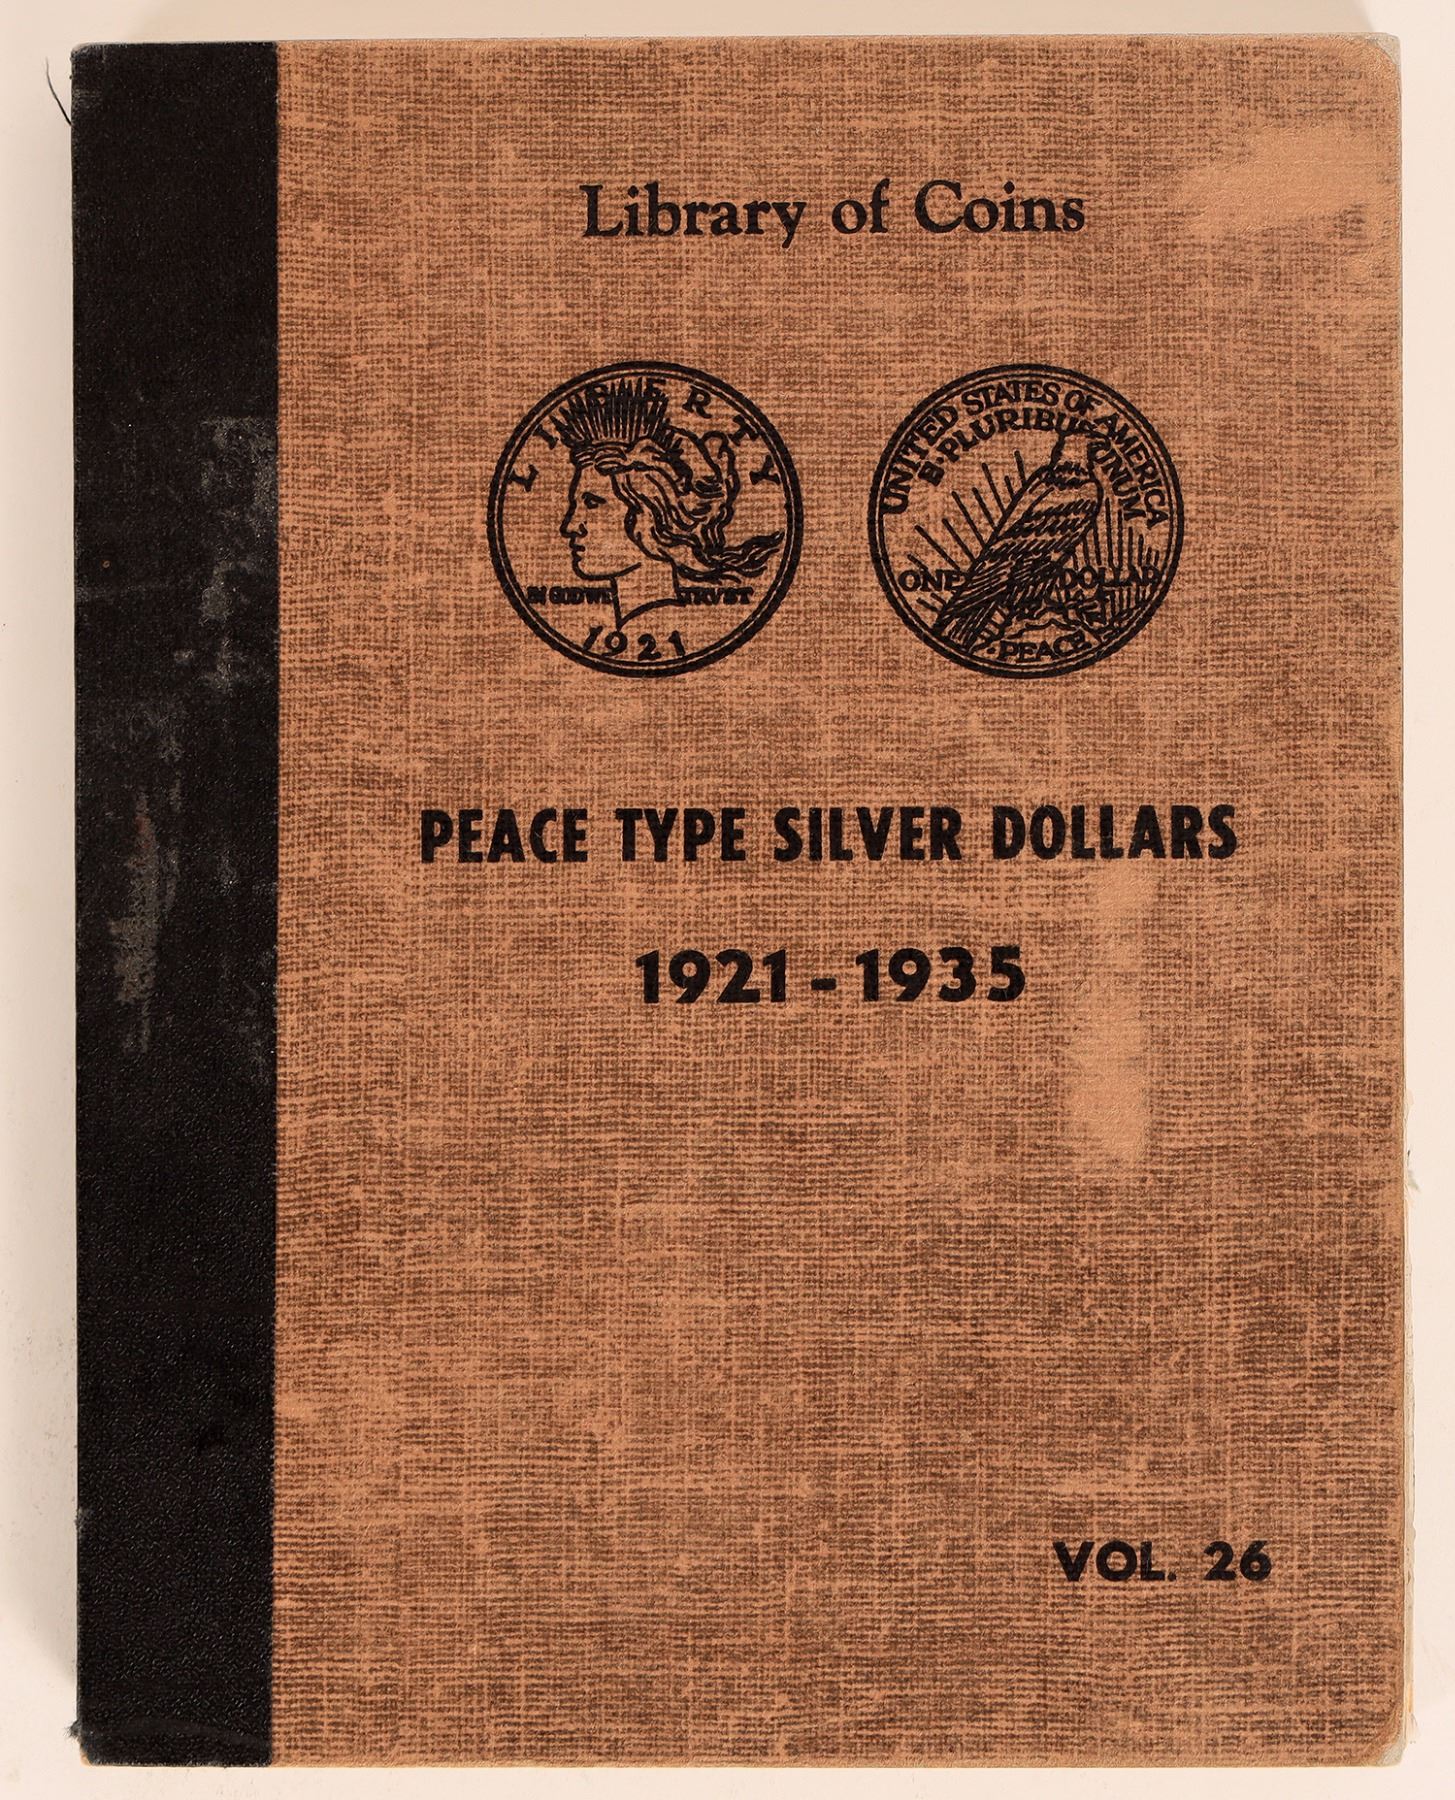 Library of Coins
LIBERTY
IN GOD WE TRVST
1921
UNITED STATES OF AMERICA
E·PLURIBUS UNUM
ONE DOLLAR
·PEACE
PEACE TYPE SILVER DOLLARS
1921 - 1935
VOL. 26